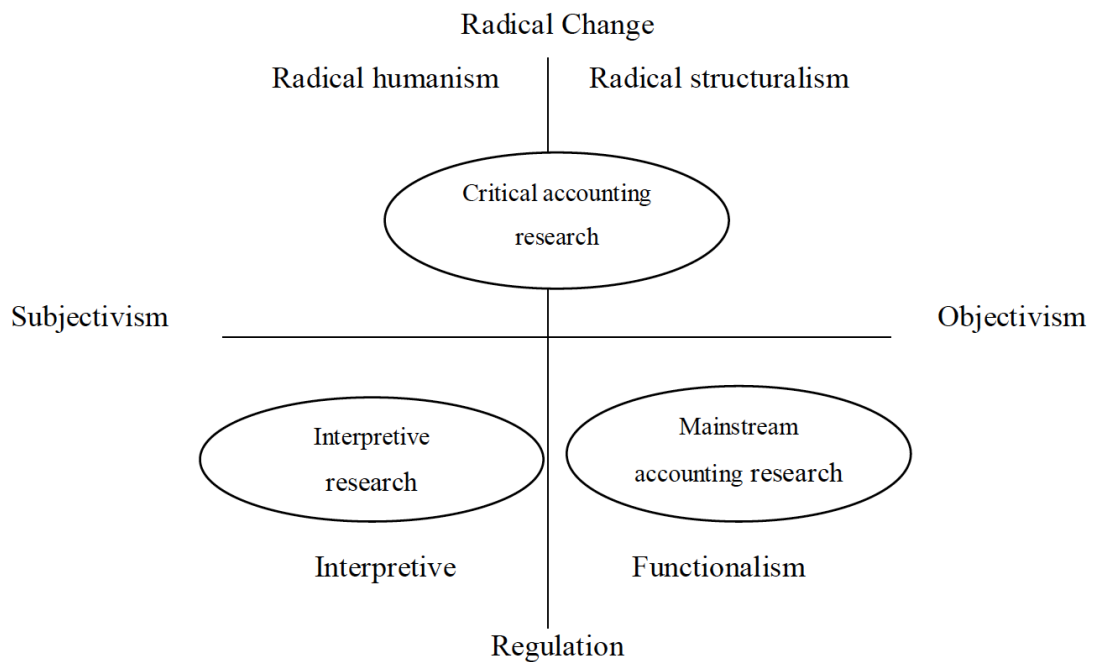 Radical Change
Radical humanism
Radical structuralism
Critical accounting
research
Subjectivism
Objectivism
Interpretive
research
Mainstream
accounting research
Interpretive
Functionalism
Regulation